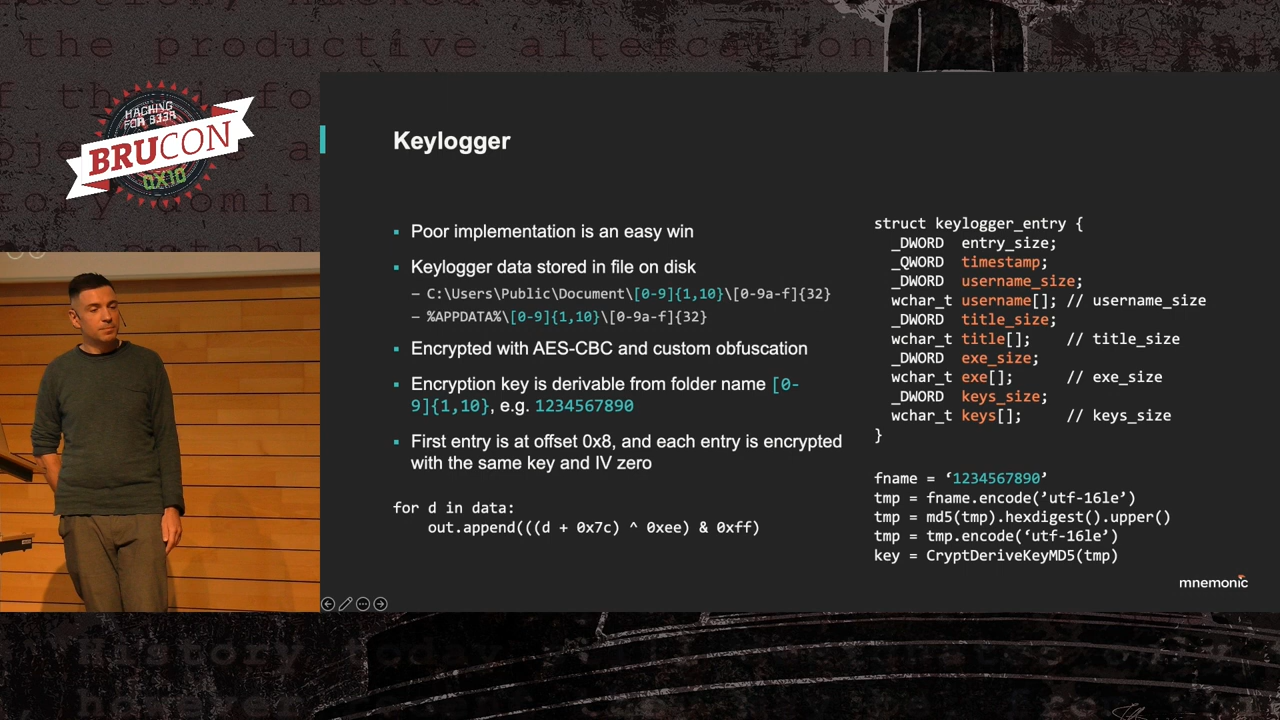 the productive altercation
HACKING
FOR B33R
BRUCON
0X10
Keylogger
▪ Poor implementation is an easy win
▪ Keylogger data stored in file on disk
– C:\Users\Public\Document\[0-9]{1,10}\[0-9a-f]{32}
– %APPDATA%\[0-9]{1,10}\[0-9a-f]{32}
▪ Encrypted with AES-CBC and custom obfuscation
▪ Encryption key is derivable from folder name [0-
9]{1,10}, e.g. 1234567890
▪ First entry is at offset 0x8, and each entry is encrypted
with the same key and IV zero
for d in data:
out.append(((d + 0x7c) ^ 0xee) & 0xff)
struct keylogger_entry {
_DWORD entry_size;
_QWORD timestamp;
_DWORD username_size;
wchar_t username[]; // username_size
_DWORD title_size;
wchar_t title[]; // title_size
_DWORD exe_size;
wchar_t exe[]; // exe_size
_DWORD keys_size;
wchar_t keys[]; // keys_size
}
fname = ‘1234567890’
tmp = fname.encode(’utf-16le’)
tmp = md5(tmp).hexdigest().upper()
tmp = tmp.encode(‘utf-16le’)
key = CryptDeriveKeyMD5(tmp)
mnemonic
History today
however